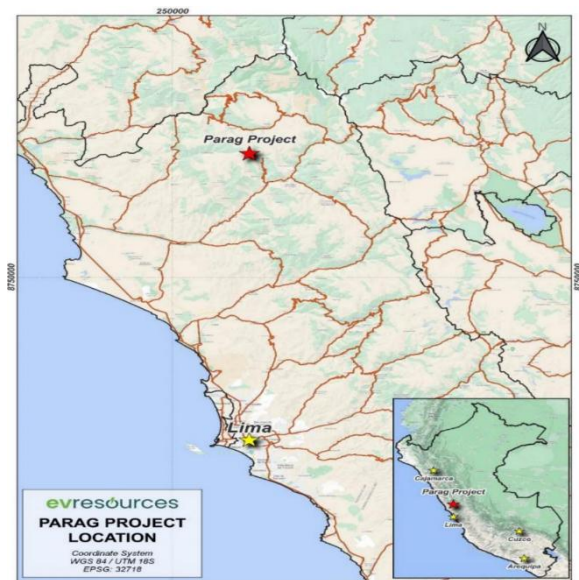 250000
N
Parag Project
8750000
8750000
Lima
Cajamarca
Parag Project
Lima
Cuzco
Arequipa
evresources
PARAG PROJECT
LOCATION
Coordinate System
WGS 84 / UTM 18S
EPSG: 32718